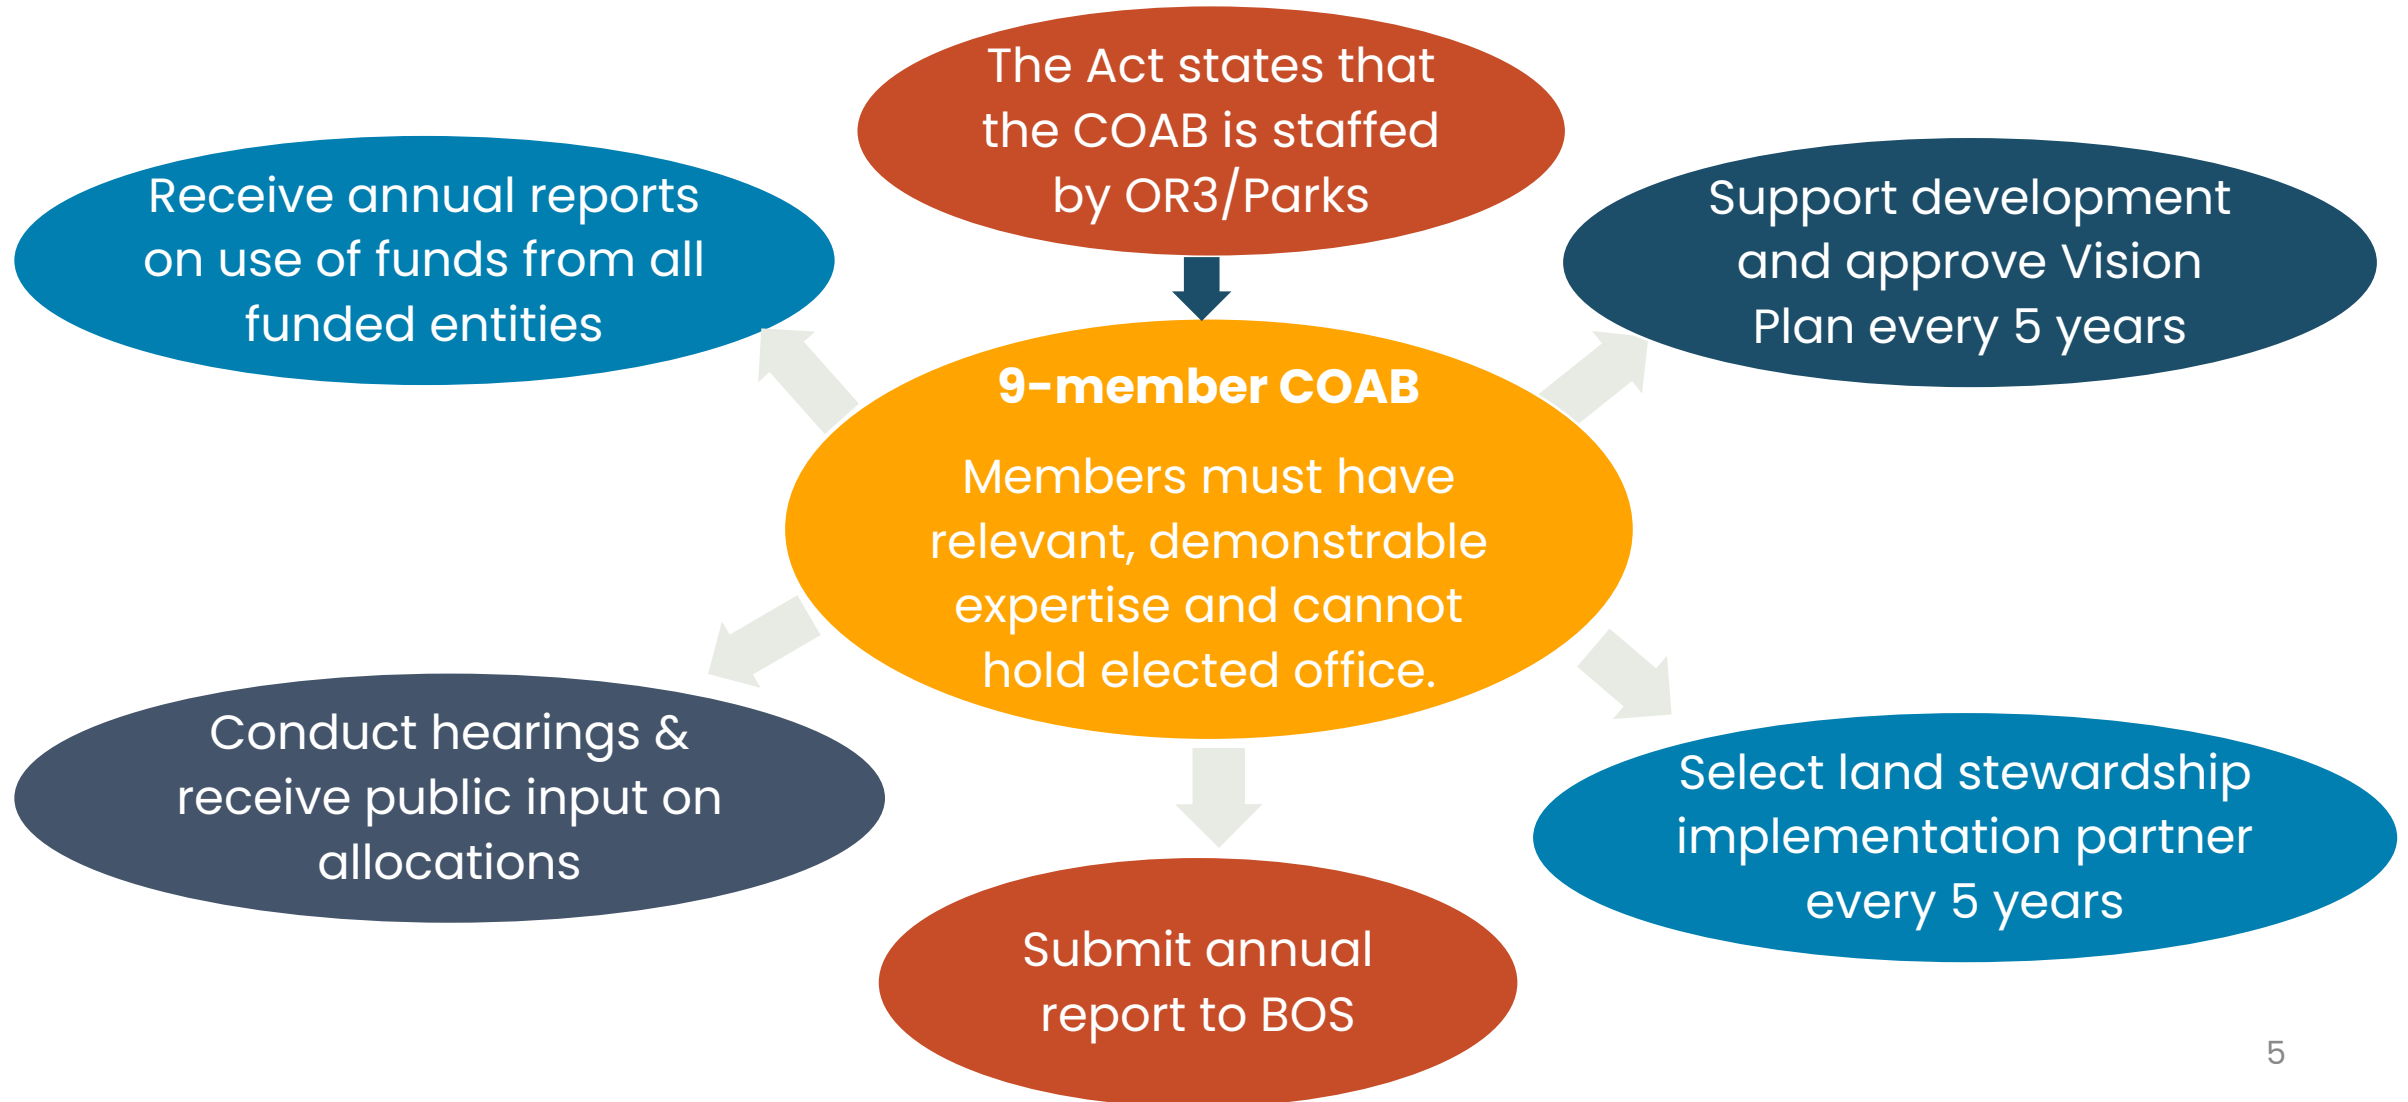 The Act states that
the COAB is staffed
by OR3/Parks
Receive annual reports
on use of funds from all
funded entities
Support development
and approve Vision
Plan every 5 years
9-member COAB
Members must have
relevant, demonstrable
expertise and cannot
hold elected office.
Conduct hearings &
receive public input on
allocations
Select land stewardship
implementation partner
every 5 years
Submit annual
report to BOS
5